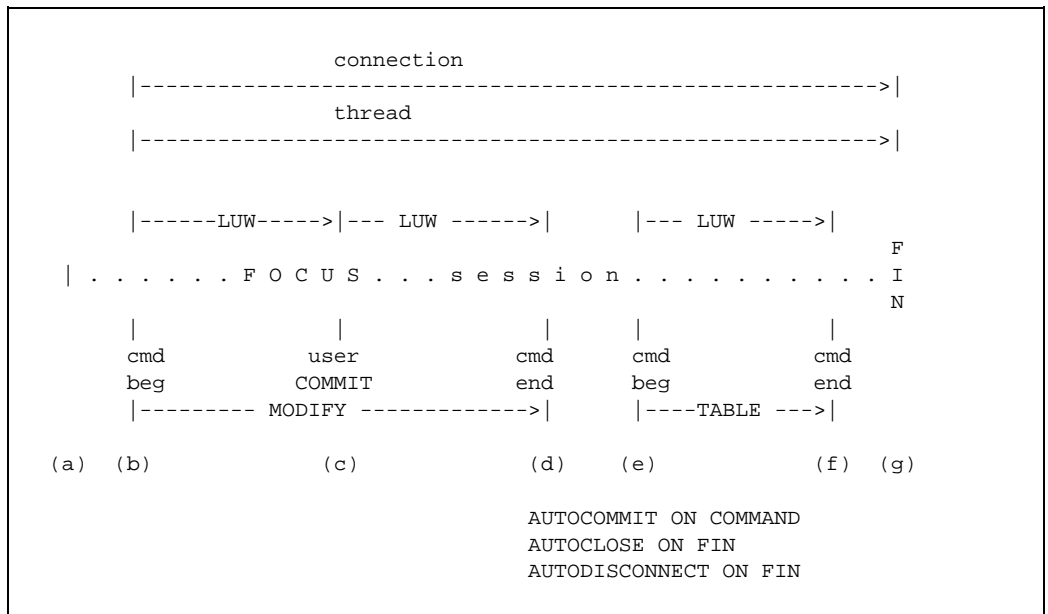 connection
|--------------------------------------------------------->|
thread
|--------------------------------------------------------->|
|------LUW----->|--- LUW ------>| |--- LUW ----->|
F
| . . . . . . F O C U S . . . s e s s i o n . . . . . . . . . . I
N
| | | | |
cmd user cmd cmd cmd
beg COMMIT end beg end
|--------- MODIFY ------------->| |----TABLE --->|
(a) (b) (c) (d) (e) (f) (g)
AUTOCOMMIT ON COMMAND
AUTOCLOSE ON FIN
AUTODISCONNECT ON FIN